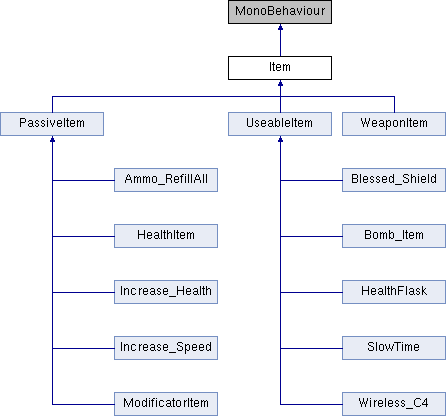 MonoBehaviour
Item
PassiveItem UseableItem WeaponItem
Ammo_RefillAll Blessed_Shield
HealthItem Bomb_Item
Increase_Health HealthFlask
Increase_Speed SlowTime
ModificatorItem Wireless_C4